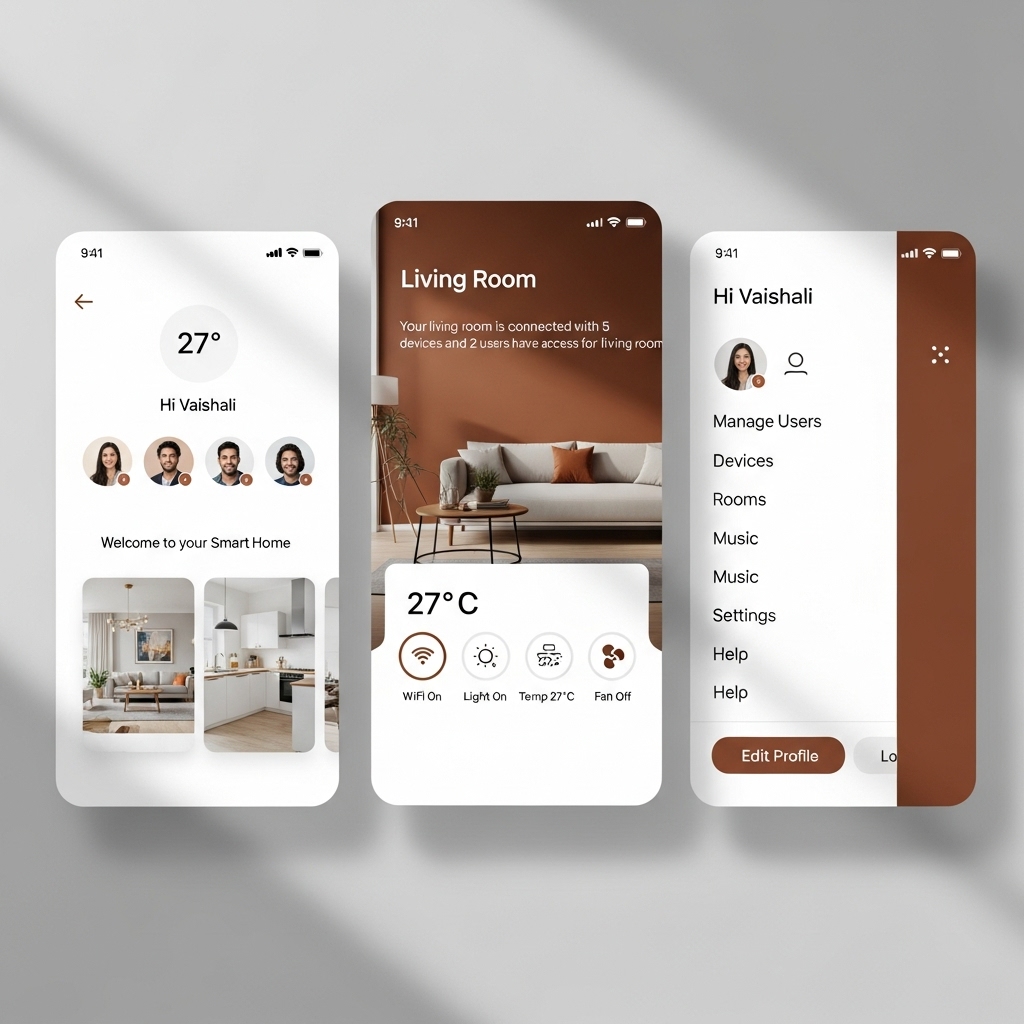 9:41
27°
Hi Vaishali
Welcome to your Smart Home
9:41
Living Room
Your living room is connected with 5
devices and 2 users have access for living room
27°C
WiFi On
Light On
Temp 27°C
Fan Off
9:41
Hi Vaishali
Manage Users
Devices
Rooms
Music
Music
Settings
Help
Help
Edit Profile
Lo